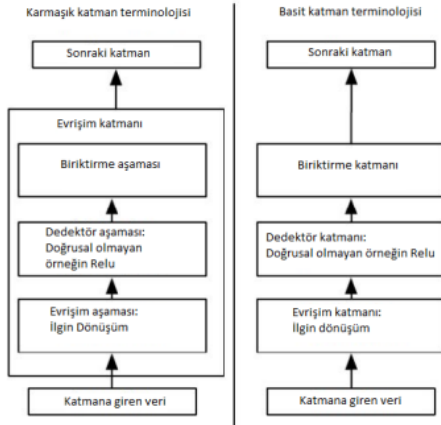 Karmaşık katman terminolojisi
Sonraki katman
Evrişim katmanı
Biriktirme aşaması
Dedektör aşaması:
Doğrusal olmayan
örneğin Relu
Evrişim aşaması:
İlgin Dönüşüm
Katmana giren veri
Basit katman terminolojisi
Sonraki katman
Biriktirme katmanı
Dedektör katmanı:
Doğrusal olmayan örneğin Relu
Evrişim katmanı:
İlgin dönüşüm
Katmana giren veri